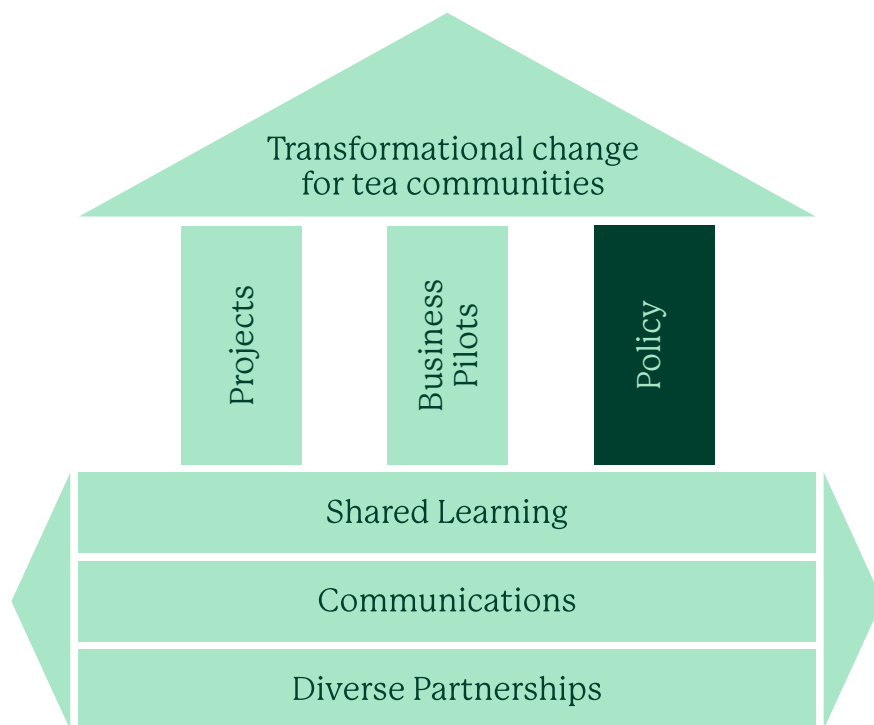 Transformational change
for tea communities
Projects
Business
Pilots
Policy
Shared Learning
Communications
Diverse Partnerships